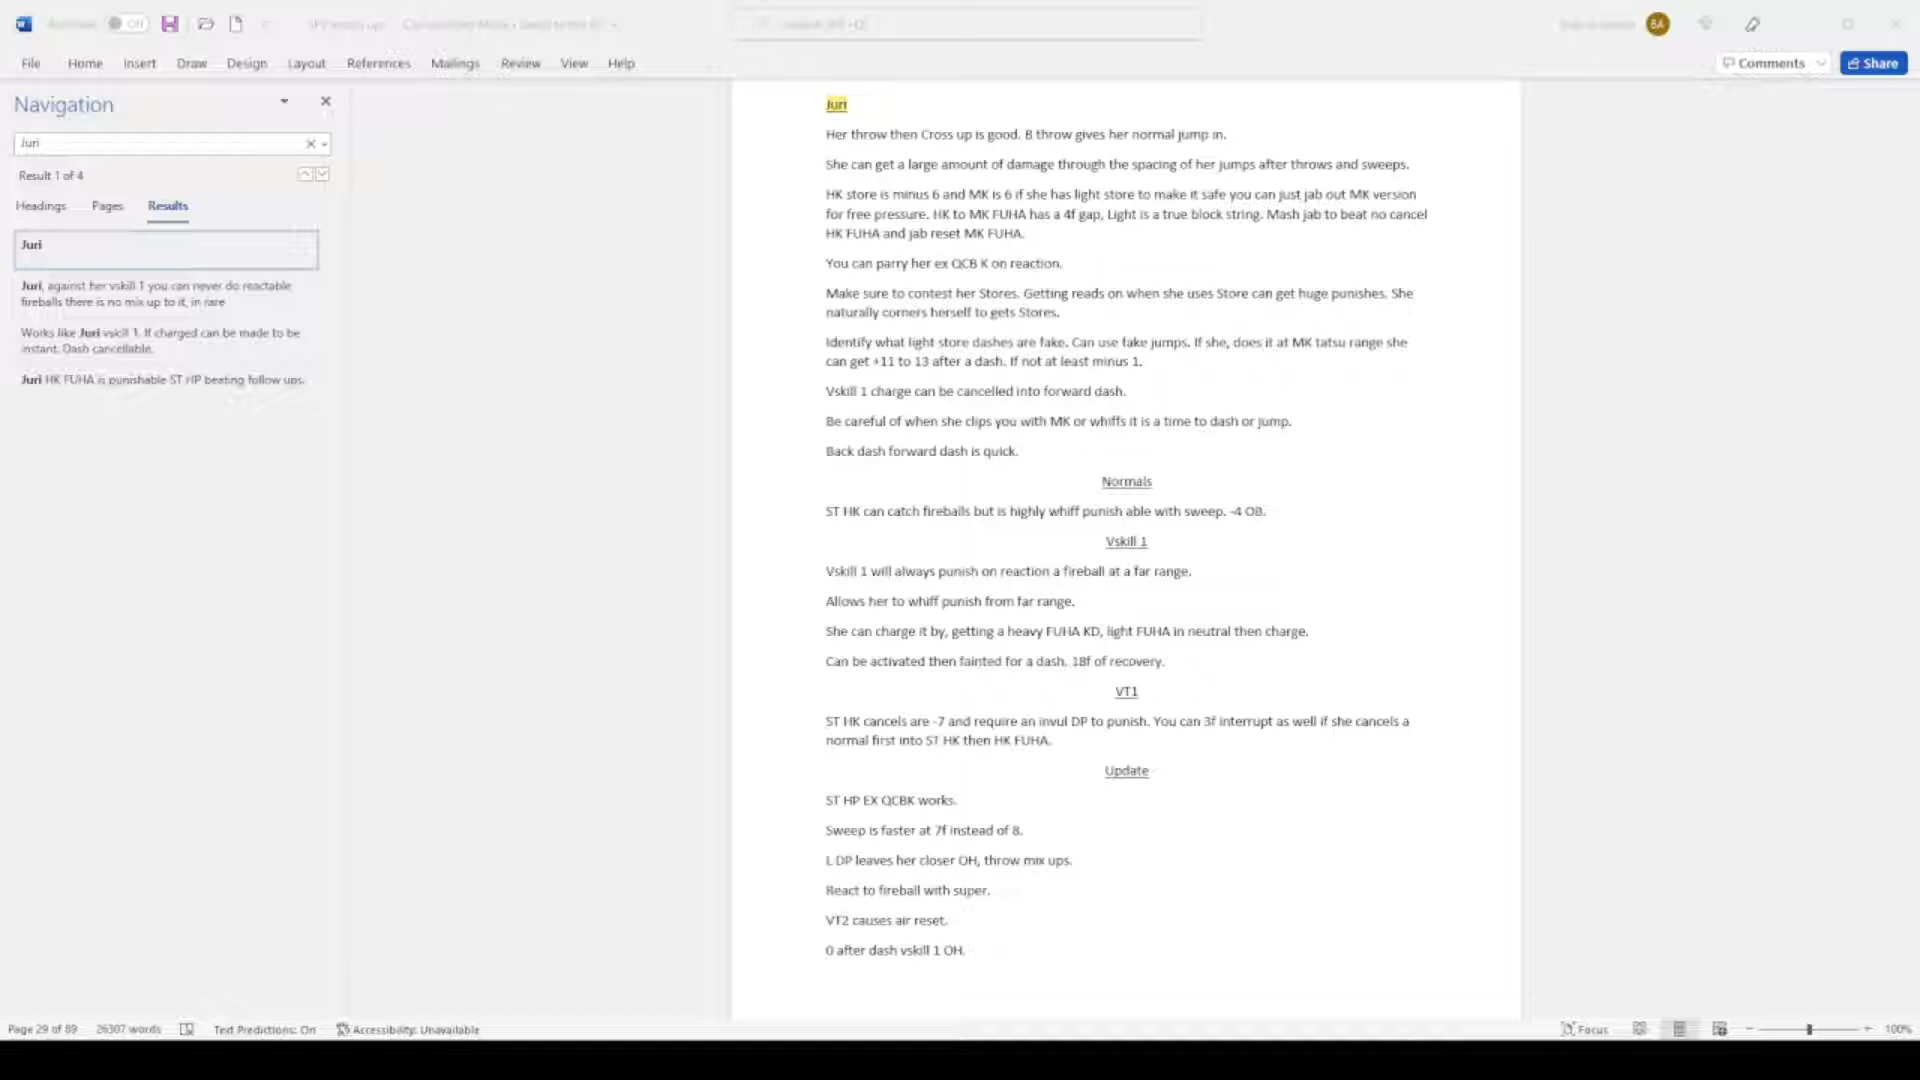 Off
BA
File Home Insert Draw Design Layout References Mailings Review View Help
Comments Share
Navigation
Juri
Result 1 of 4
Headings Pages Results
Juri
Juri, against her vskill 1 you can never do reactable
fireballs there is no mix up to it, in rare
Works like Juri vskill 1. If charged can be made to be
instant. Dash cancellable.
Juri HK FUHA is punishable ST HP beating follow ups.
Juri
Her throw then Cross up is good. B throw gives her normal jump in.
She can get a large amount of damage through the spacing of her jumps after throws and sweeps.
HK store is minus 6 and MK is 6 if she has light store to make it safe you can just jab out MK version
for free pressure. HK to MK FUHA has a 4f gap, Light is a true block string. Mash jab to beat no cancel
HK FUHA and jab reset MK FUHA.
You can parry her ex QCB K on reaction.
Make sure to contest her Stores. Getting reads on when she uses Store can get huge punishes. She
naturally corners herself to gets Stores.
Identify what light store dashes are fake. Can use fake jumps. If she, does it at MK tatsu range she
can get +11 to 13 after a dash. If not at least minus 1.
Vskill 1 charge can be cancelled into forward dash.
Be careful of when she clips you with MK or whiffs it is a time to dash or jump.
Back dash forward dash is quick.
Normals
ST HK can catch fireballs but is highly whiff punish able with sweep. -4 OB.
Vskill 1
Vskill 1 will always punish on reaction a fireball at a far range.
Allows her to whiff punish from far range.
She can charge it by, getting a heavy FUHA KD, light FUHA in neutral then charge.
Can be activated then fainted for a dash. 18f of recovery.
VT1
ST HK cancels are -7 and require an invul DP to punish. You can 3f interrupt as well if she cancels a
normal first into ST HK then HK FUHA.
Update
ST HP EX QCBK works.
Sweep is faster at 7f instead of 8.
L DP leaves her closer OH, throw mix ups.
React to fireball with super.
VT2 causes air reset.
0 after dash vskill 1 OH.
Page 29 of 89 26307 words Text Predictions: On Accessibility: Unavailable
Focus 100%